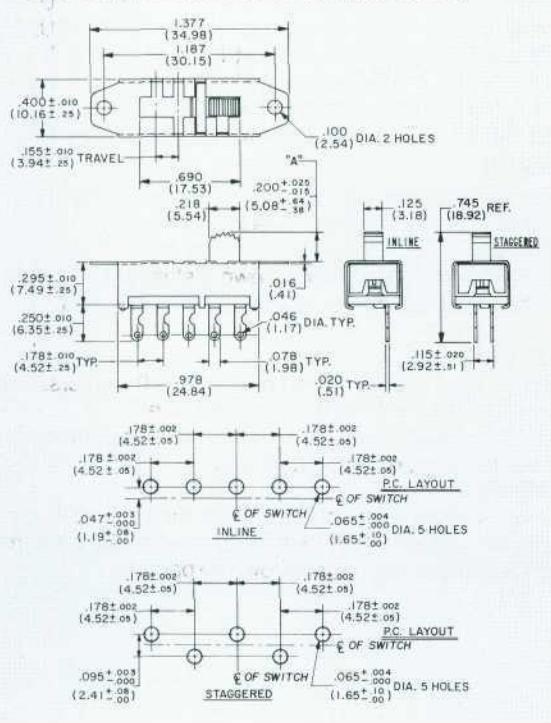 1.377
(34.98)
1.187
(30.15)
.400±.010
(10.16±.25)
.100
(2.54) DIA. 2 HOLES
.155±.010
(3.94±.25) TRAVEL
"A"
.690
(17.53)
.200+.025 -.015
(5.08+.64 -.38)
.218
(5.54)
.125
(3.18)
.745
(18.92) REF.
INLINE
STAGGERED
.295±.010
(7.49±.25)
.016
(.41)
.250±.010
(6.35±.25)
.046
(1.17) DIA. TYP.
.178±.010
(4.52±.25) TYP.
.078
(1.98) TYP.
.115±.020
(2.92±.51)
.978
(24.84)
.020
(.51) TYP.
.178±.002
(4.52±.05)
.178±.002
(4.52±.05)
.178±.002
(4.52±.05)
.178±.002
(4.52±.05)
P.C. LAYOUT
℄ OF SWITCH
.047+.003 -.000
(1.19+.08 -.00)
℄ OF SWITCH
INLINE
.065+.004 -.000
(1.65+.10 -.00) DIA. 5 HOLES
.178±.002
(4.52±.05)
.178±.002
(4.52±.05)
.178±.002
(4.52±.05)
.178±.002
(4.52±.05)
P.C. LAYOUT
℄ OF SWITCH
.095+.003 -.000
(2.41+.08 -.00)
℄ OF SWITCH
STAGGERED
.065+.004 -.000
(1.65+.10 -.00) DIA. 5 HOLES